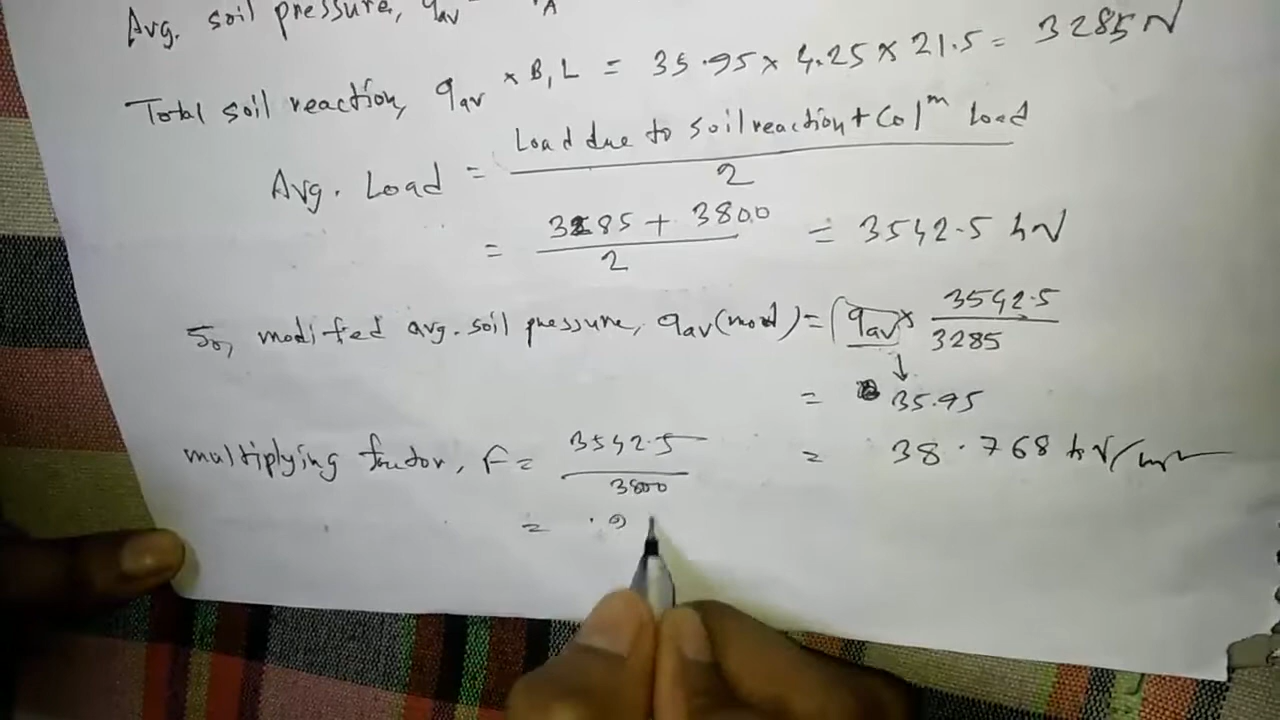 Avg. soil pressure, qav = A
Total soil reaction, qav × B, L = 35.95 × 4.25 × 21.5 = 3285 N
Avg. Load = Load due to soil reaction + Colm load / 2
= 3285 + 3800 / 2 = 3542.5 kN
So, modified avg. soil pressure, qav(mod) = (qav × 3542.5 / 3285
= 35.95
multiplying factor, F = 3542.5 / 3800 = 38.768 kN/m²
= .9